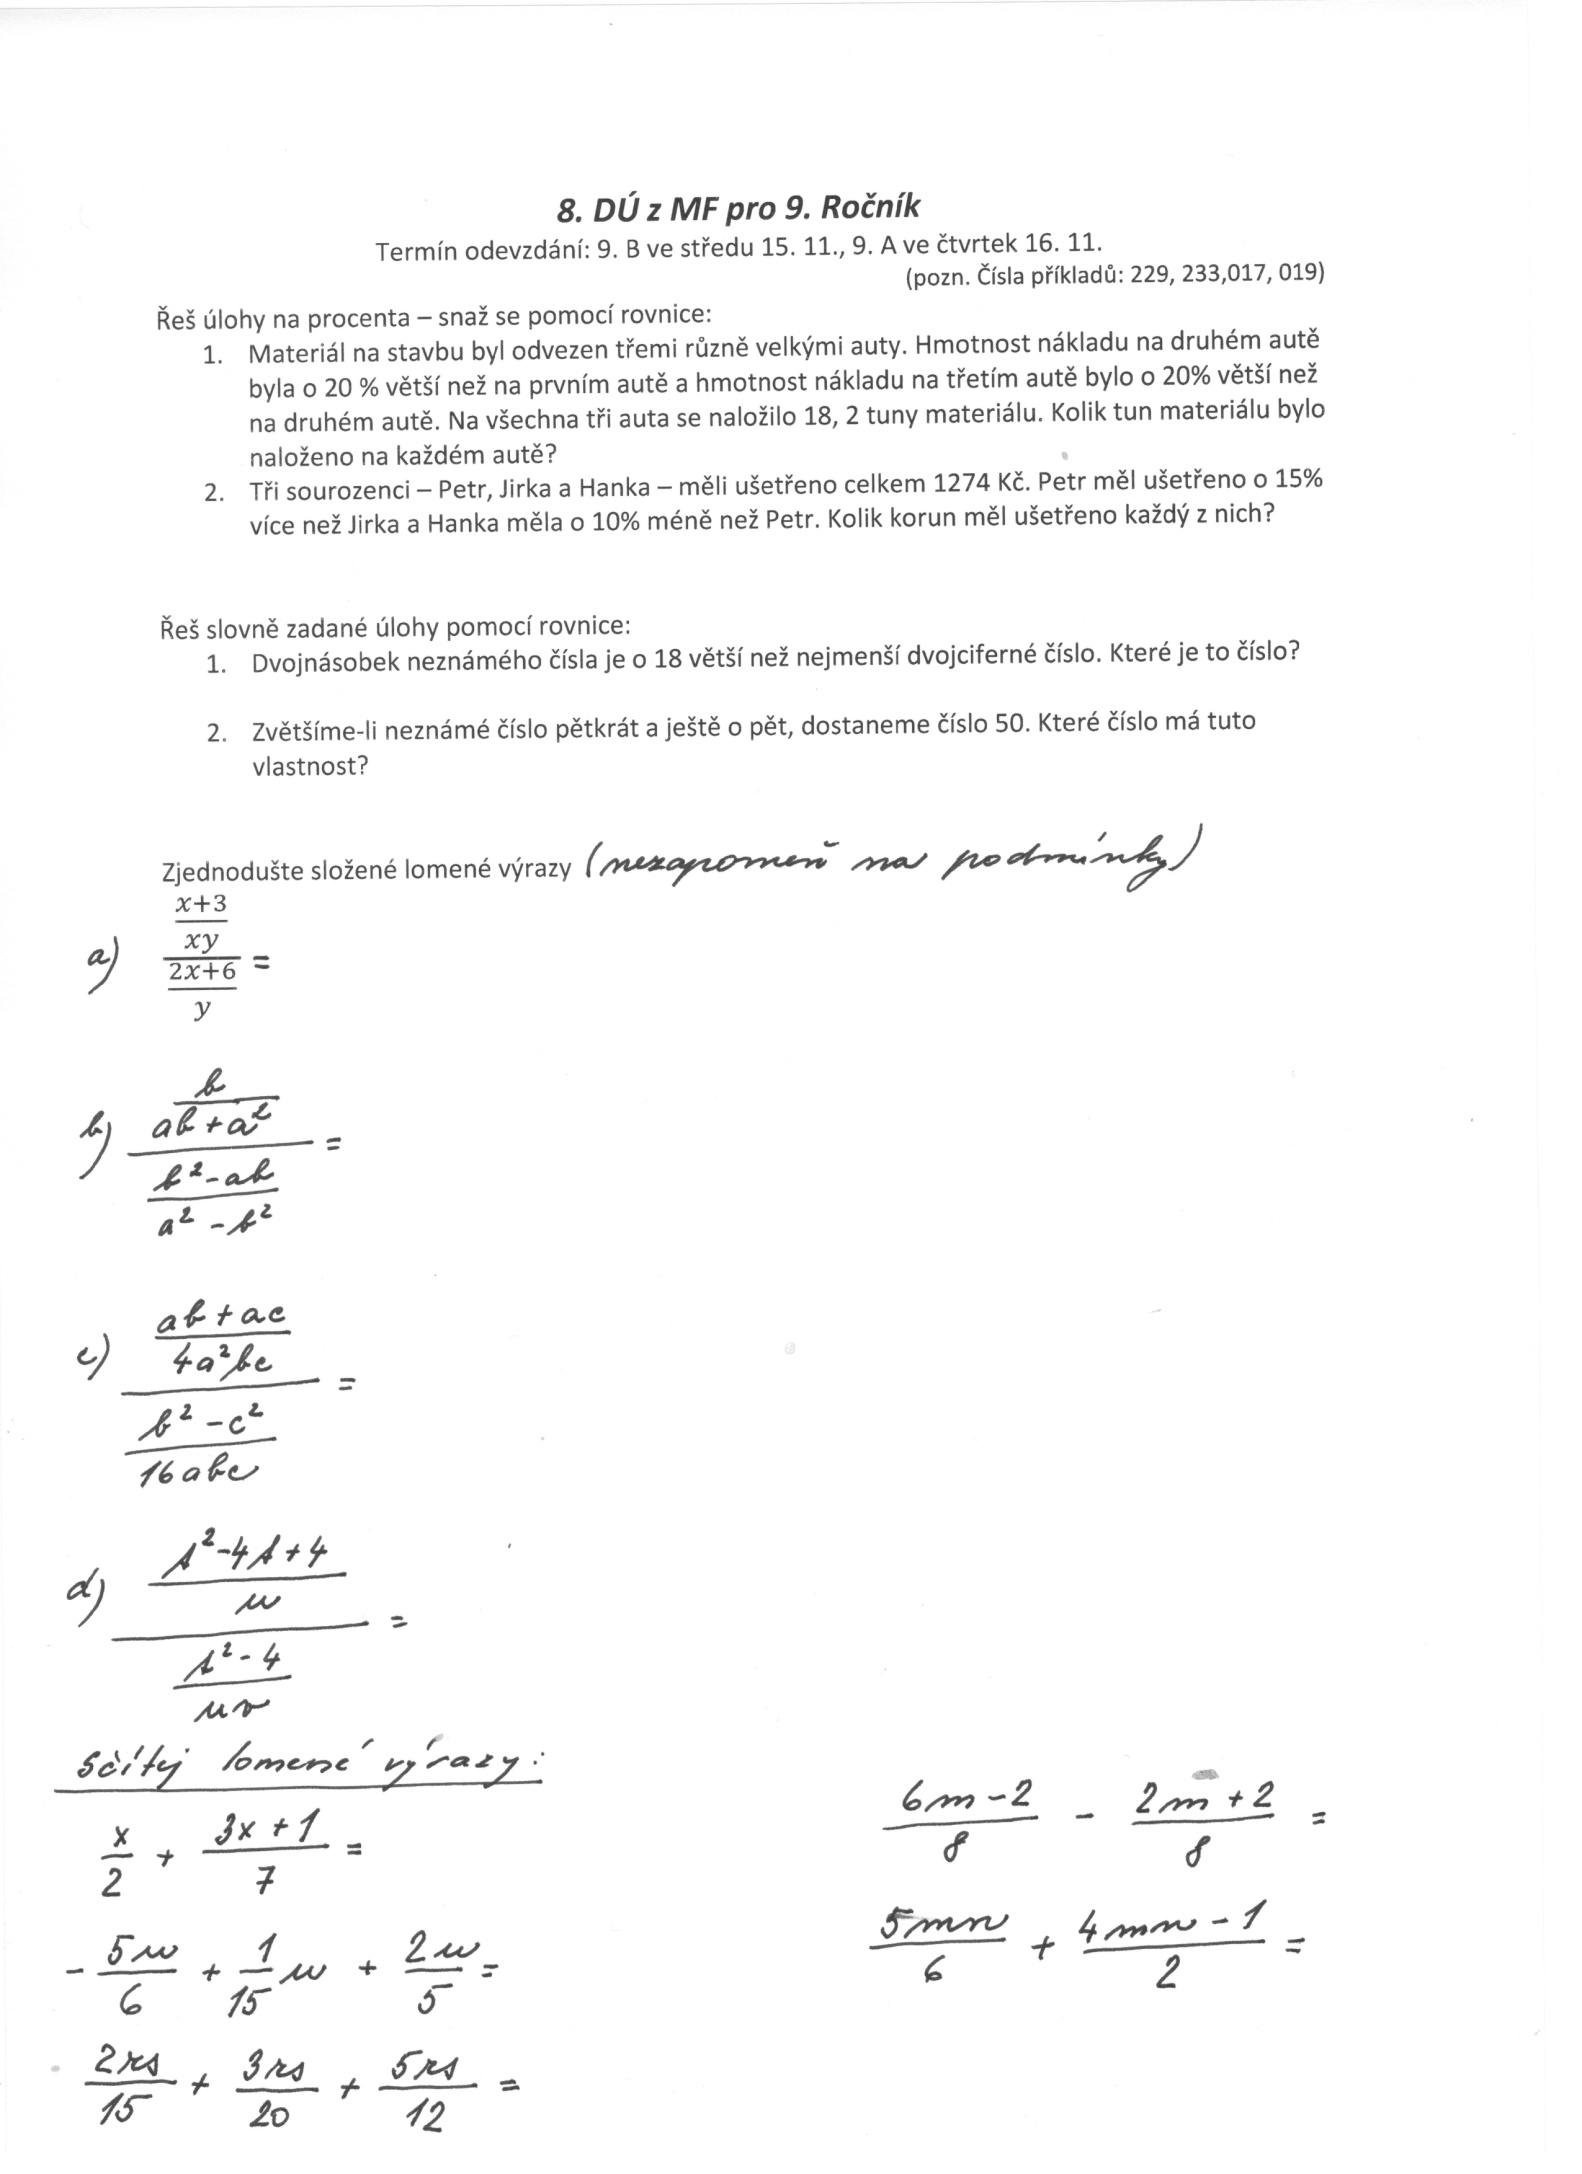 8. DÚ z MF pro 9. Ročník
Termín odevzdání: 9. B ve středu 15. 11., 9. A ve čtvrtek 16. 11.
(pozn. Čísla příkladů: 229, 233,017, 019)
Řeš úlohy na procenta – snaž se pomocí rovnice:
1. Materiál na stavbu byl odvezen třemi různě velkými auty. Hmotnost nákladu na druhém autě
byla o 20 % větší než na prvním autě a hmotnost nákladu na třetím autě bylo o 20% větší než
na druhém autě. Na všechna tři auta se naložilo 18, 2 tuny materiálu. Kolik tun materiálu bylo
naloženo na každém autě?
2. Tři sourozenci – Petr, Jirka a Hanka – měli ušetřeno celkem 1274 Kč. Petr měl ušetřeno o 15%
více než Jirka a Hanka měla o 10% méně než Petr. Kolik korun měl ušetřeno každý z nich?
Řeš slovně zadané úlohy pomocí rovnice:
1. Dvojnásobek neznámého čísla je o 18 větší než nejmenší dvojciferné číslo. Které je to číslo?
2. Zvětšíme-li neznámé číslo pětkrát a ještě o pět, dostaneme číslo 50. Které číslo má tuto
vlastnost?
Zjednodušte složené lomené výrazy (nezapomeň na podmínky)
x+3
xy
a) =
2x+6
y
b
ab + a²
b) =
b² - ab
a² - b²
ab + ac
4a²bc
c) =
b² - c²
16abc
s² - 4s + 4
u
d) =
s² - 4
uv
Sčítej lomené výrazy:
x/2 + 3x + 1/7 =
6m - 2/8 - 2m + 2/8 =
- 5u/6 + 1/15 u + 2u/5 =
5mn/6 + 4mn - 1/2 =
2rs/15 + 3rs/20 + 5rs/12 =